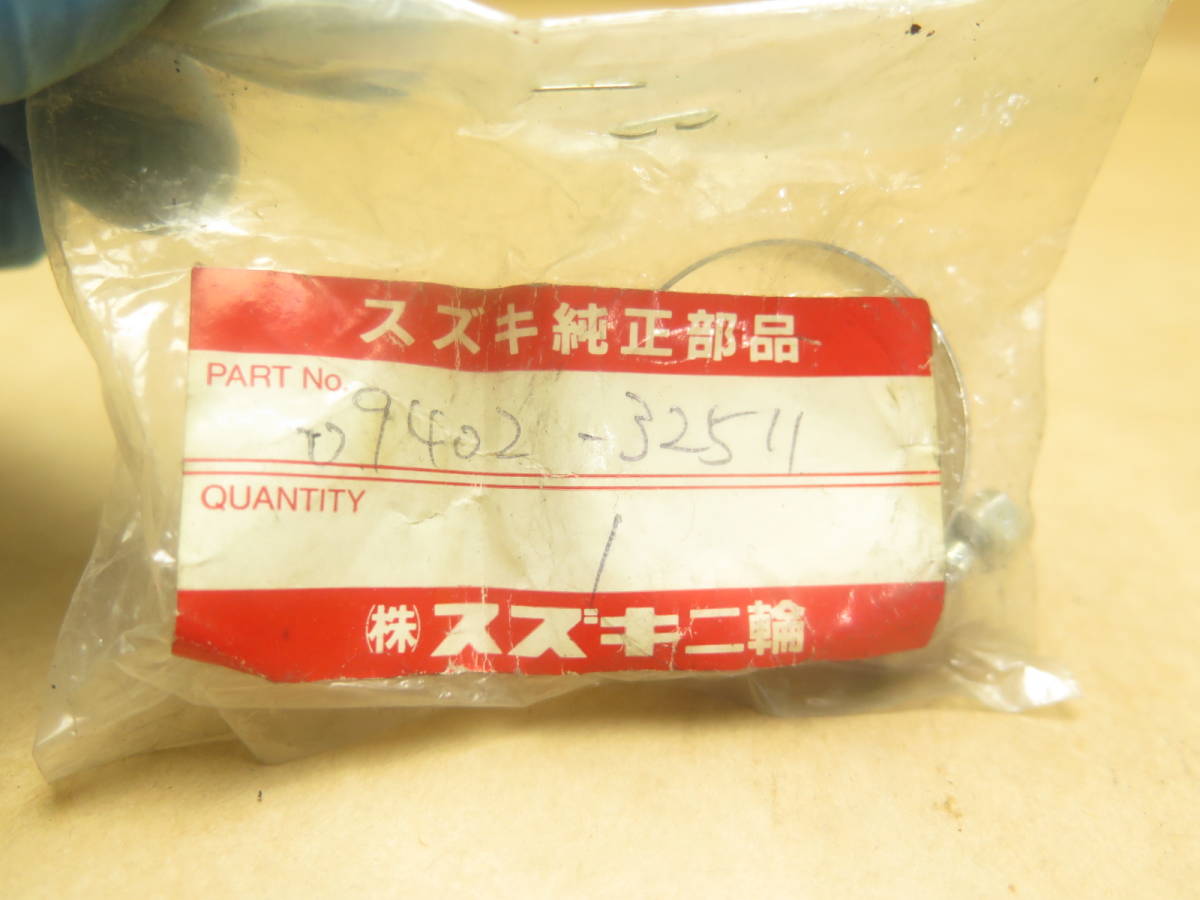 スズキ純正部品
PART No. 09402-32511
QUANTITY 1
㈱スズキ二輪